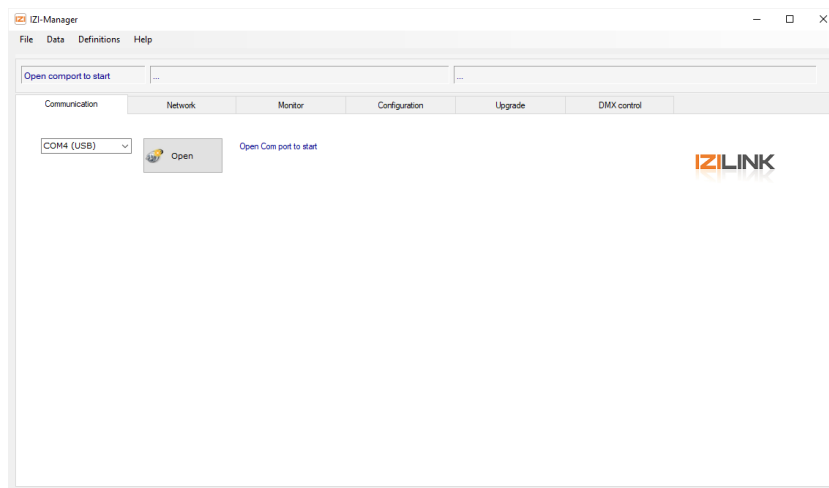 IZI IZI-Manager
File Data Definitions Help
Open comport to start ... ...
Communication Network Monitor Configuration Upgrade DMX control
COM4 (USB) Open Open Com port to start
IZILINK